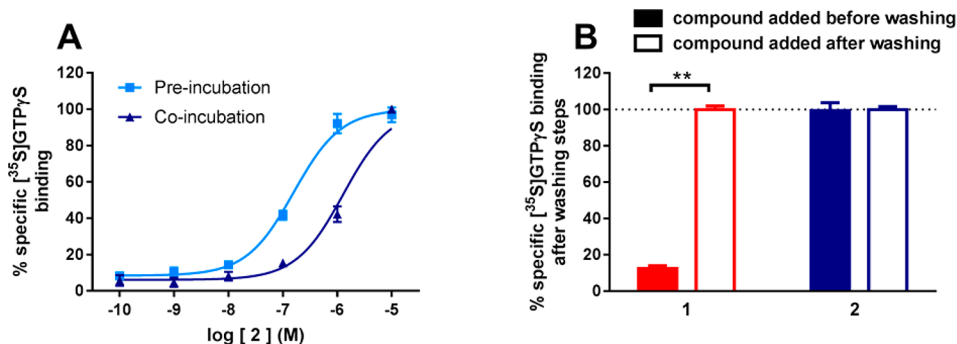 A
% specific [³⁵S]GTPγS
binding
120
100
80
60
40
20
0
Pre-incubation
Co-incubation
-10 -9 -8 -7 -6 -5
log [ 2 ] (M)
B
compound added before washing
compound added after washing
% specific [³⁵S]GTPγS binding
after washing steps
120
100
80
60
40
20
0
**
1 2